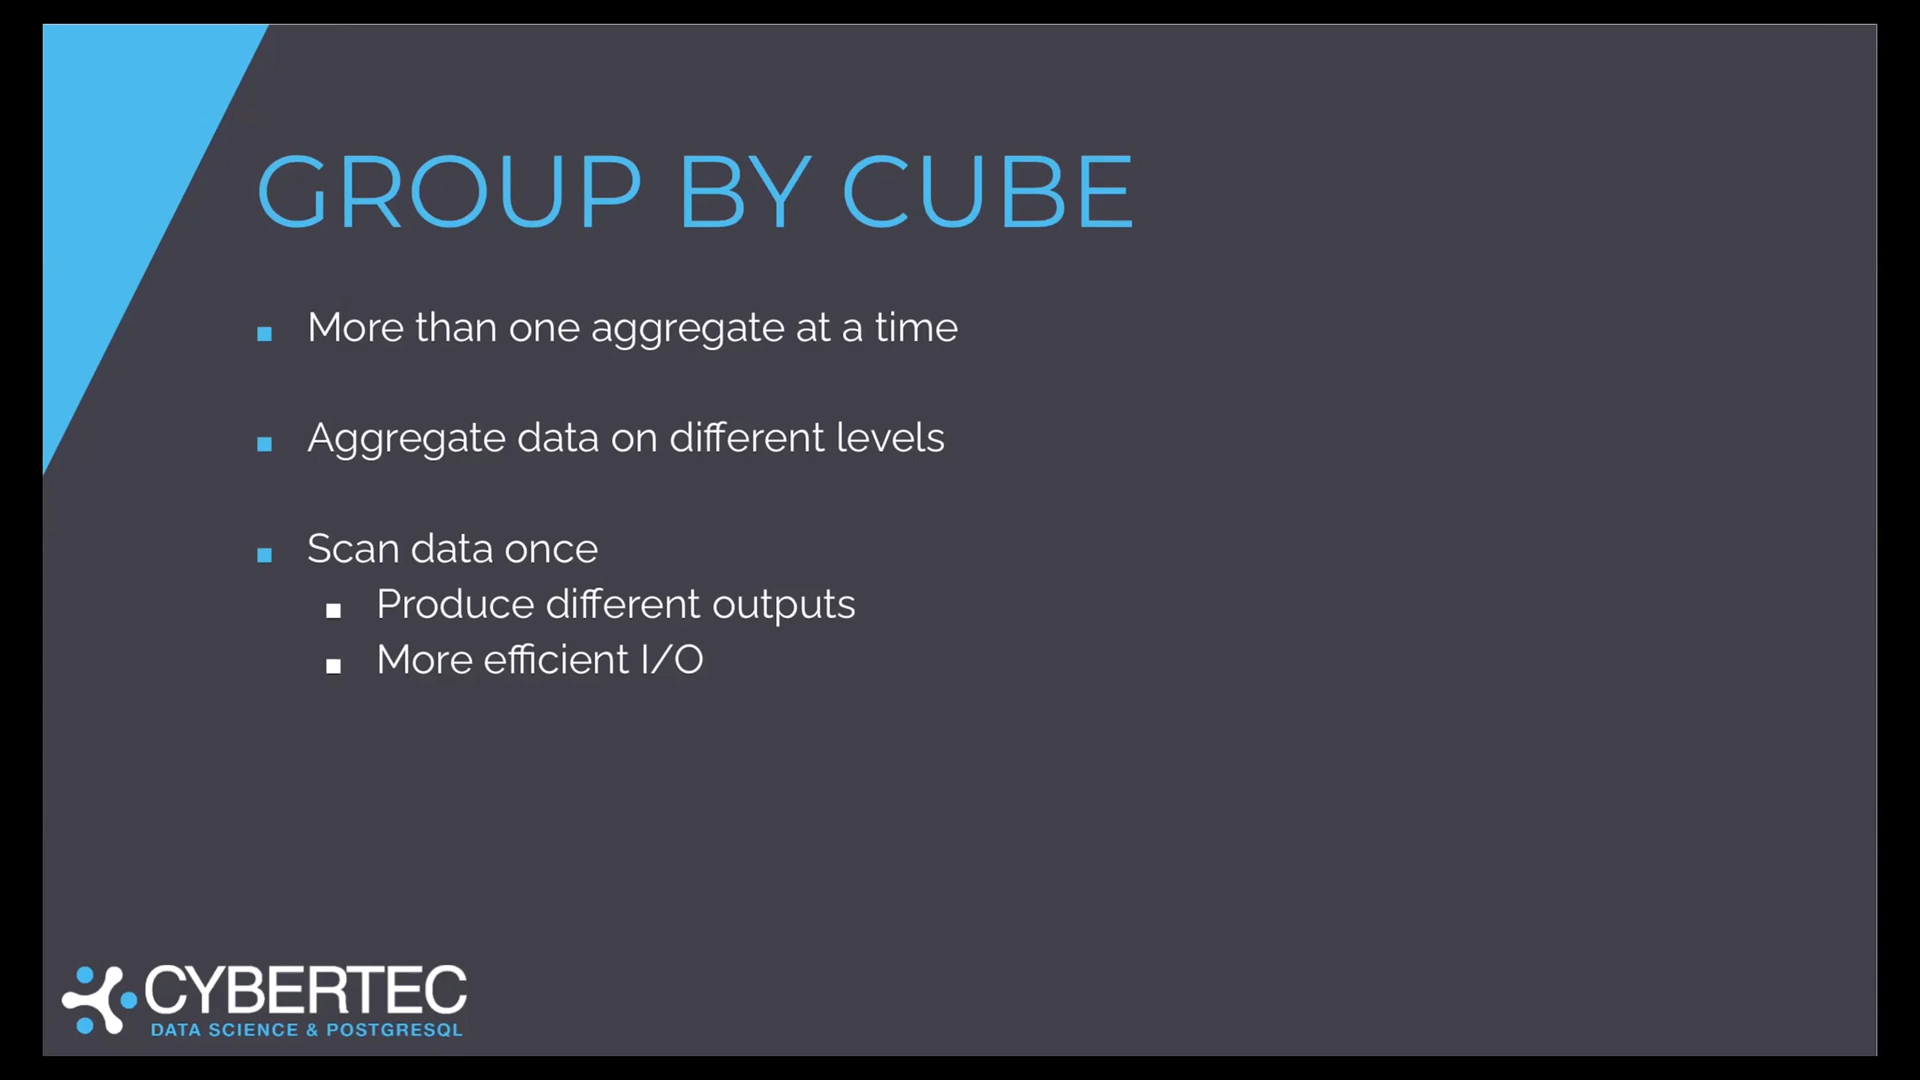 GROUP BY CUBE
More than one aggregate at a time
Aggregate data on different levels
Scan data once
Produce different outputs
More efficient I/O
CYBERTEC
DATA SCIENCE & POSTGRESQL